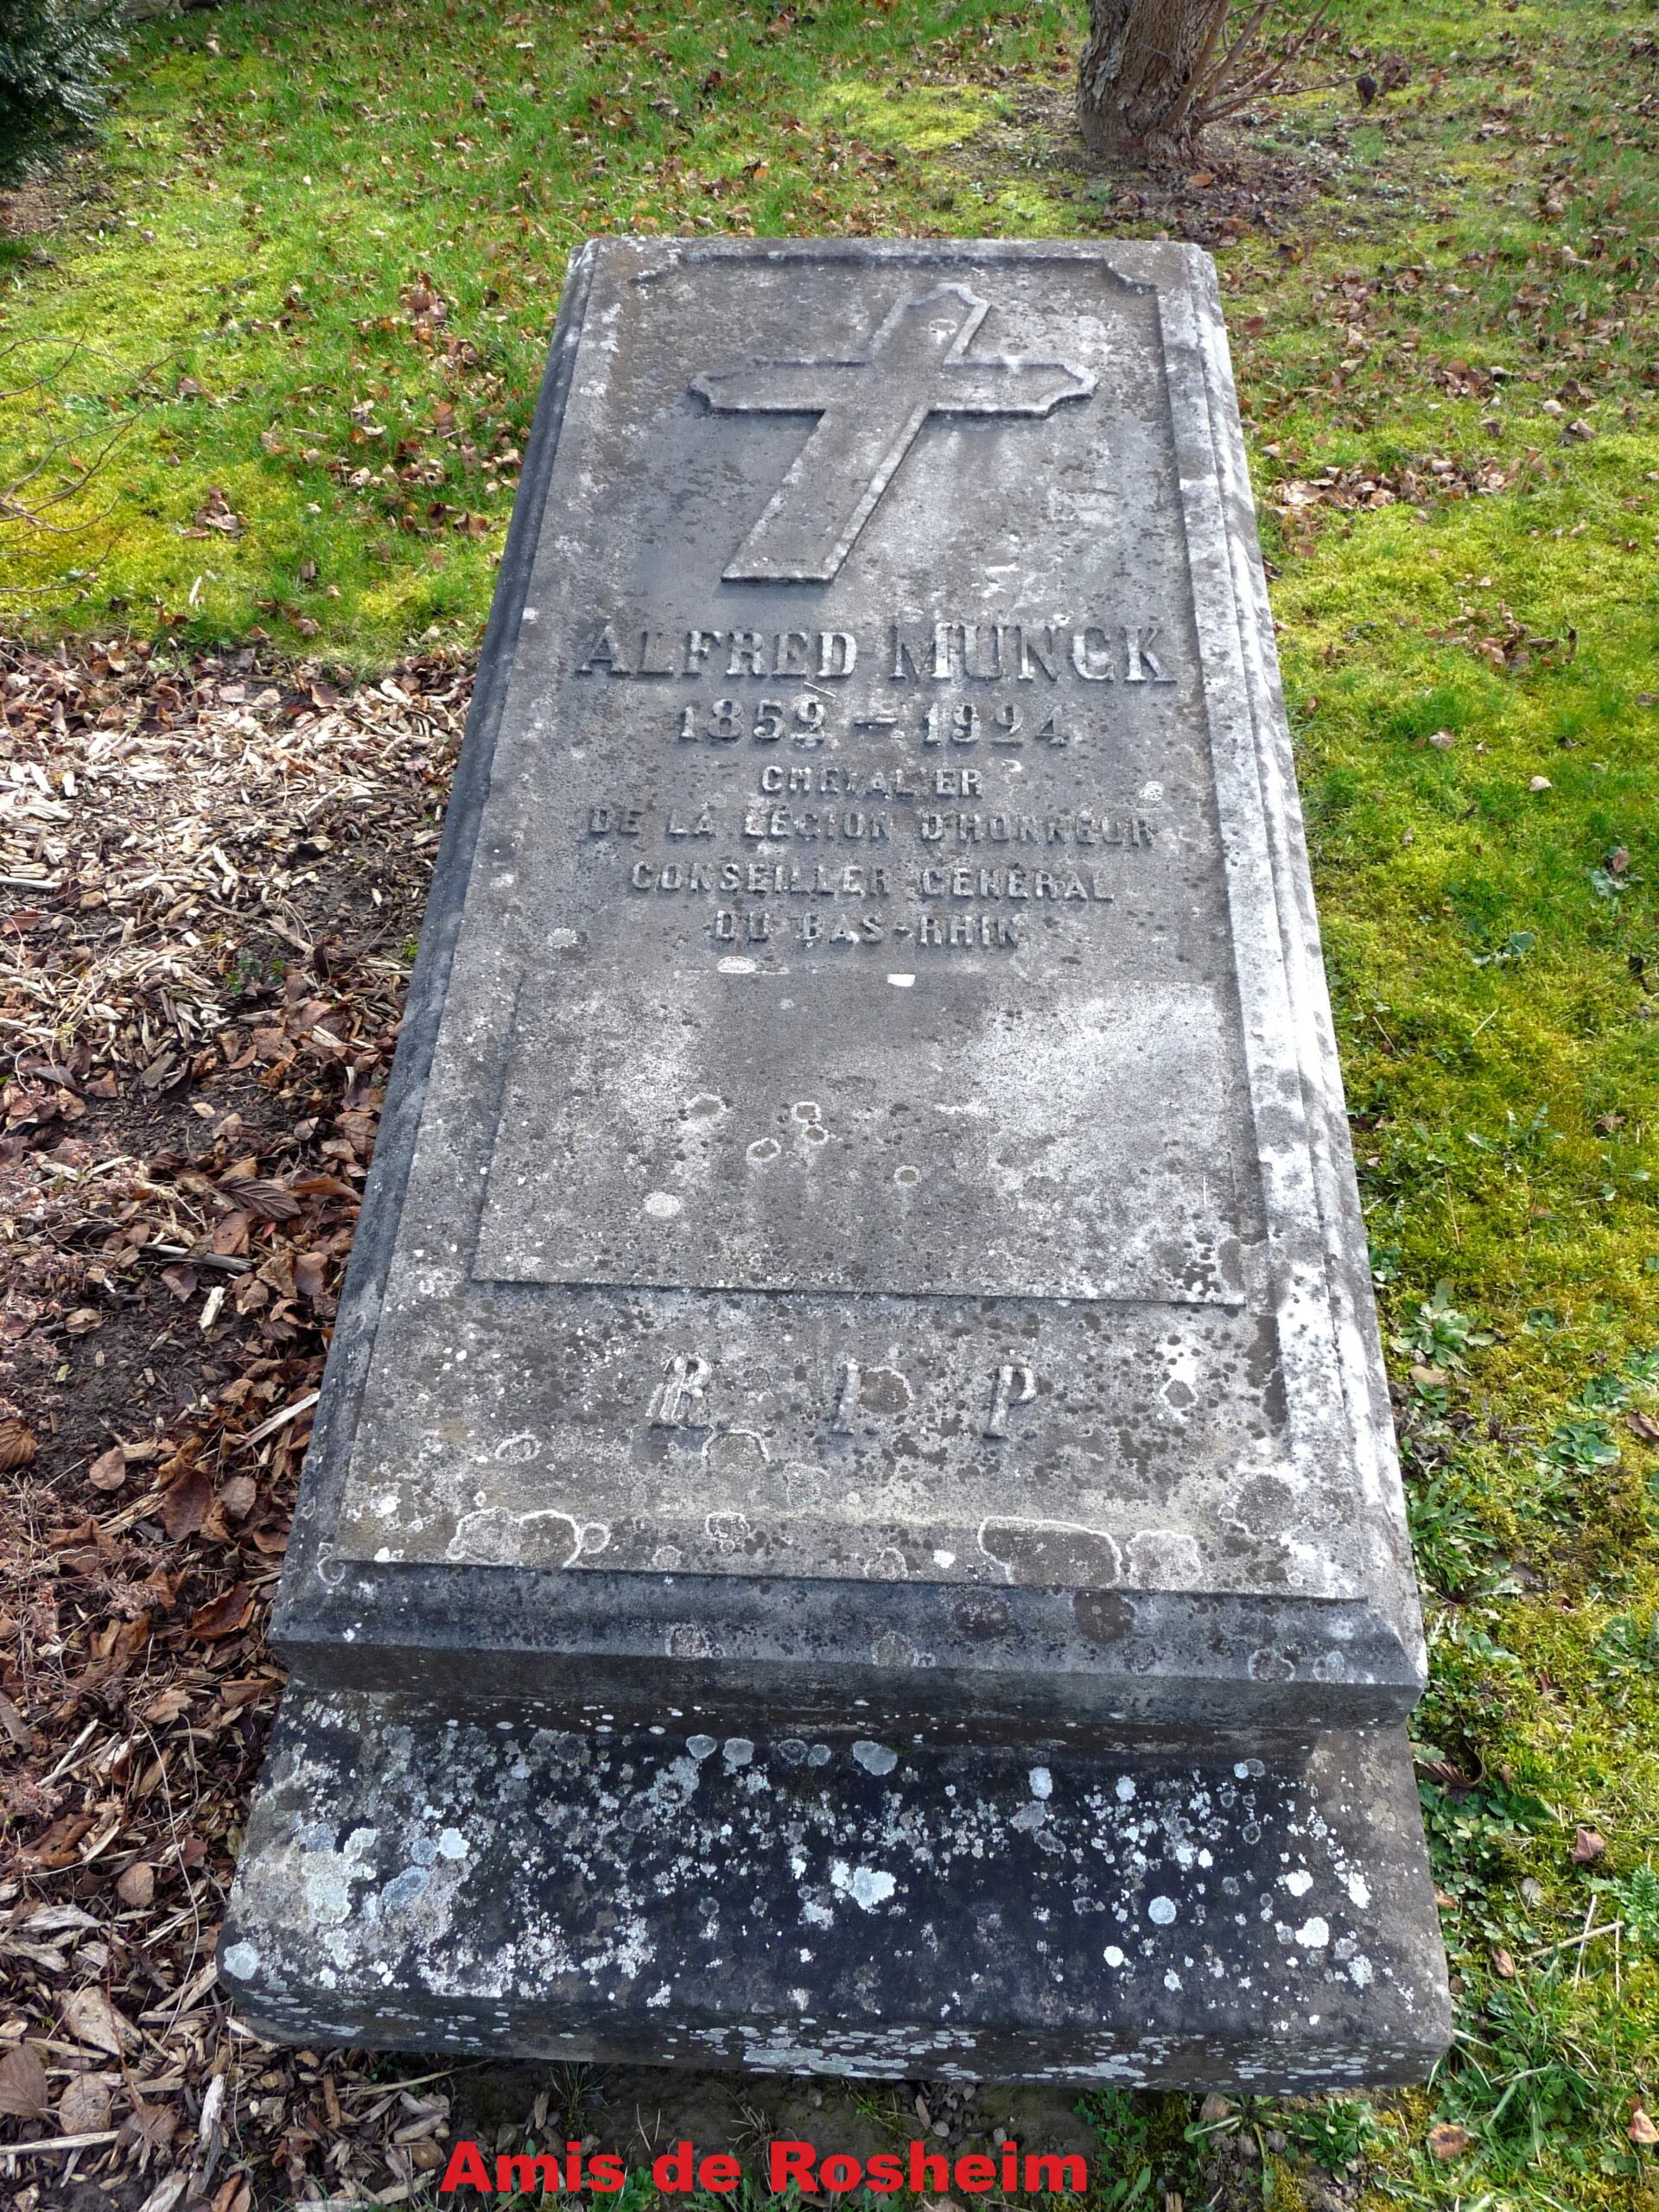 ALFRED MUNCK
1852 - 1924
CHEVALIER
DE LA LÉGION D'HONNEUR
CONSEILLER GÉNÉRAL
DU BAS-RHIN
R. I. P
Amis de Rosheim